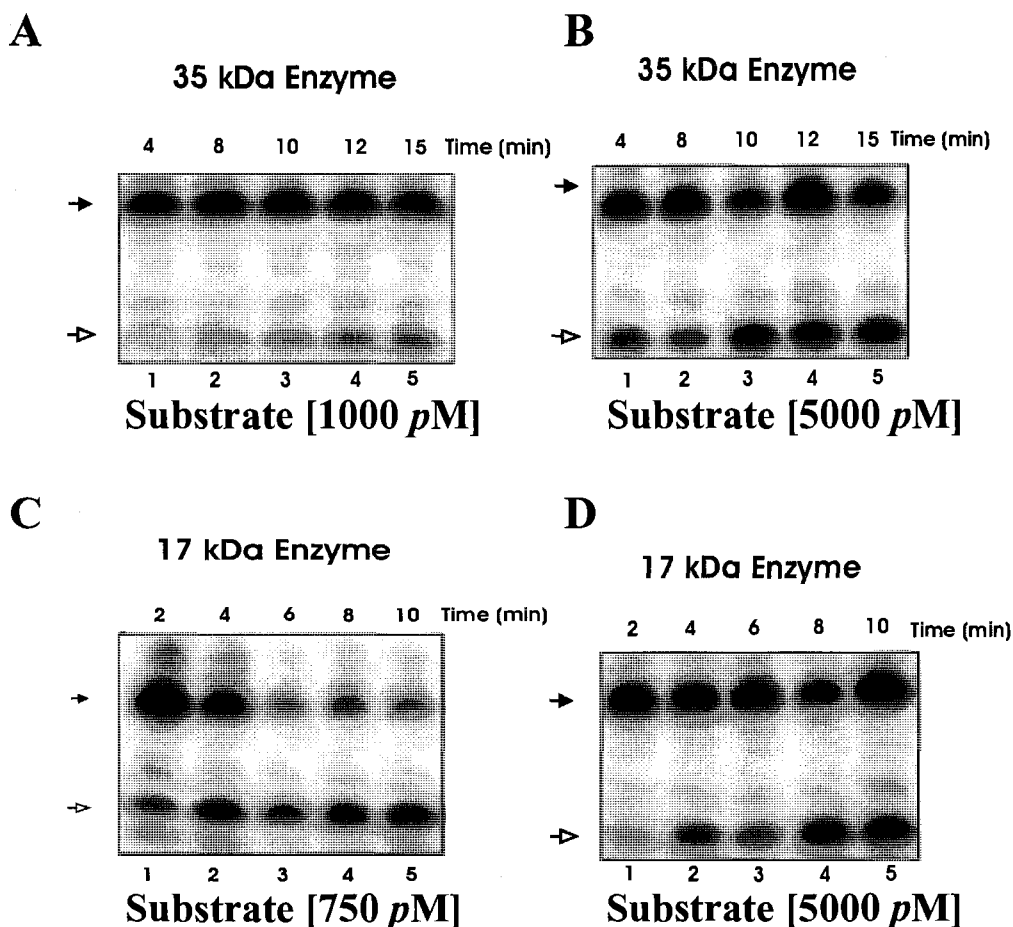 A
35 kDa Enzyme
4 8 10 12 15 Time (min)
1 2 3 4 5
Substrate [1000 pM]
B
35 kDa Enzyme
4 8 10 12 15 Time (min)
1 2 3 4 5
Substrate [5000 pM]
C
17 kDa Enzyme
2 4 6 8 10 Time (min)
1 2 3 4 5
Substrate [750 pM]
D
17 kDa Enzyme
2 4 6 8 10 Time (min)
1 2 3 4 5
Substrate [5000 pM]